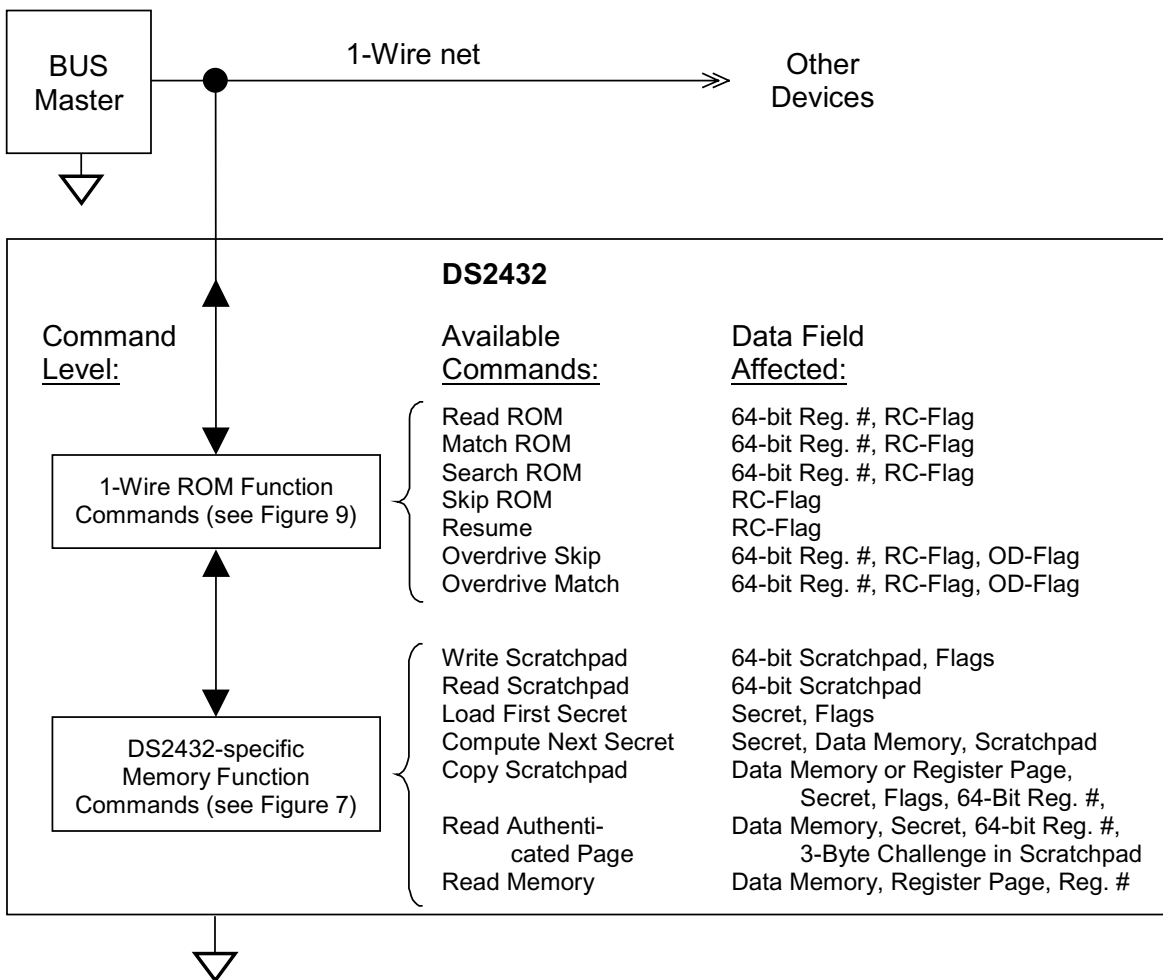 BUS
Master
1-Wire net
Other
Devices
DS2432
Command
Level:
Available
Commands:
Data Field
Affected:
1-Wire ROM Function
Commands (see Figure 9)
Read ROM 64-bit Reg. #, RC-Flag
Match ROM 64-bit Reg. #, RC-Flag
Search ROM 64-bit Reg. #, RC-Flag
Skip ROM RC-Flag
Resume RC-Flag
Overdrive Skip 64-bit Reg. #, RC-Flag, OD-Flag
Overdrive Match 64-bit Reg. #, RC-Flag, OD-Flag
DS2432-specific
Memory Function
Commands (see Figure 7)
Write Scratchpad 64-bit Scratchpad, Flags
Read Scratchpad 64-bit Scratchpad
Load First Secret Secret, Flags
Compute Next Secret Secret, Data Memory, Scratchpad
Copy Scratchpad Data Memory or Register Page,
Secret, Flags, 64-Bit Reg. #,
Read Authenti- Data Memory, Secret, 64-bit Reg. #,
cated Page 3-Byte Challenge in Scratchpad
Read Memory Data Memory, Register Page, Reg. #